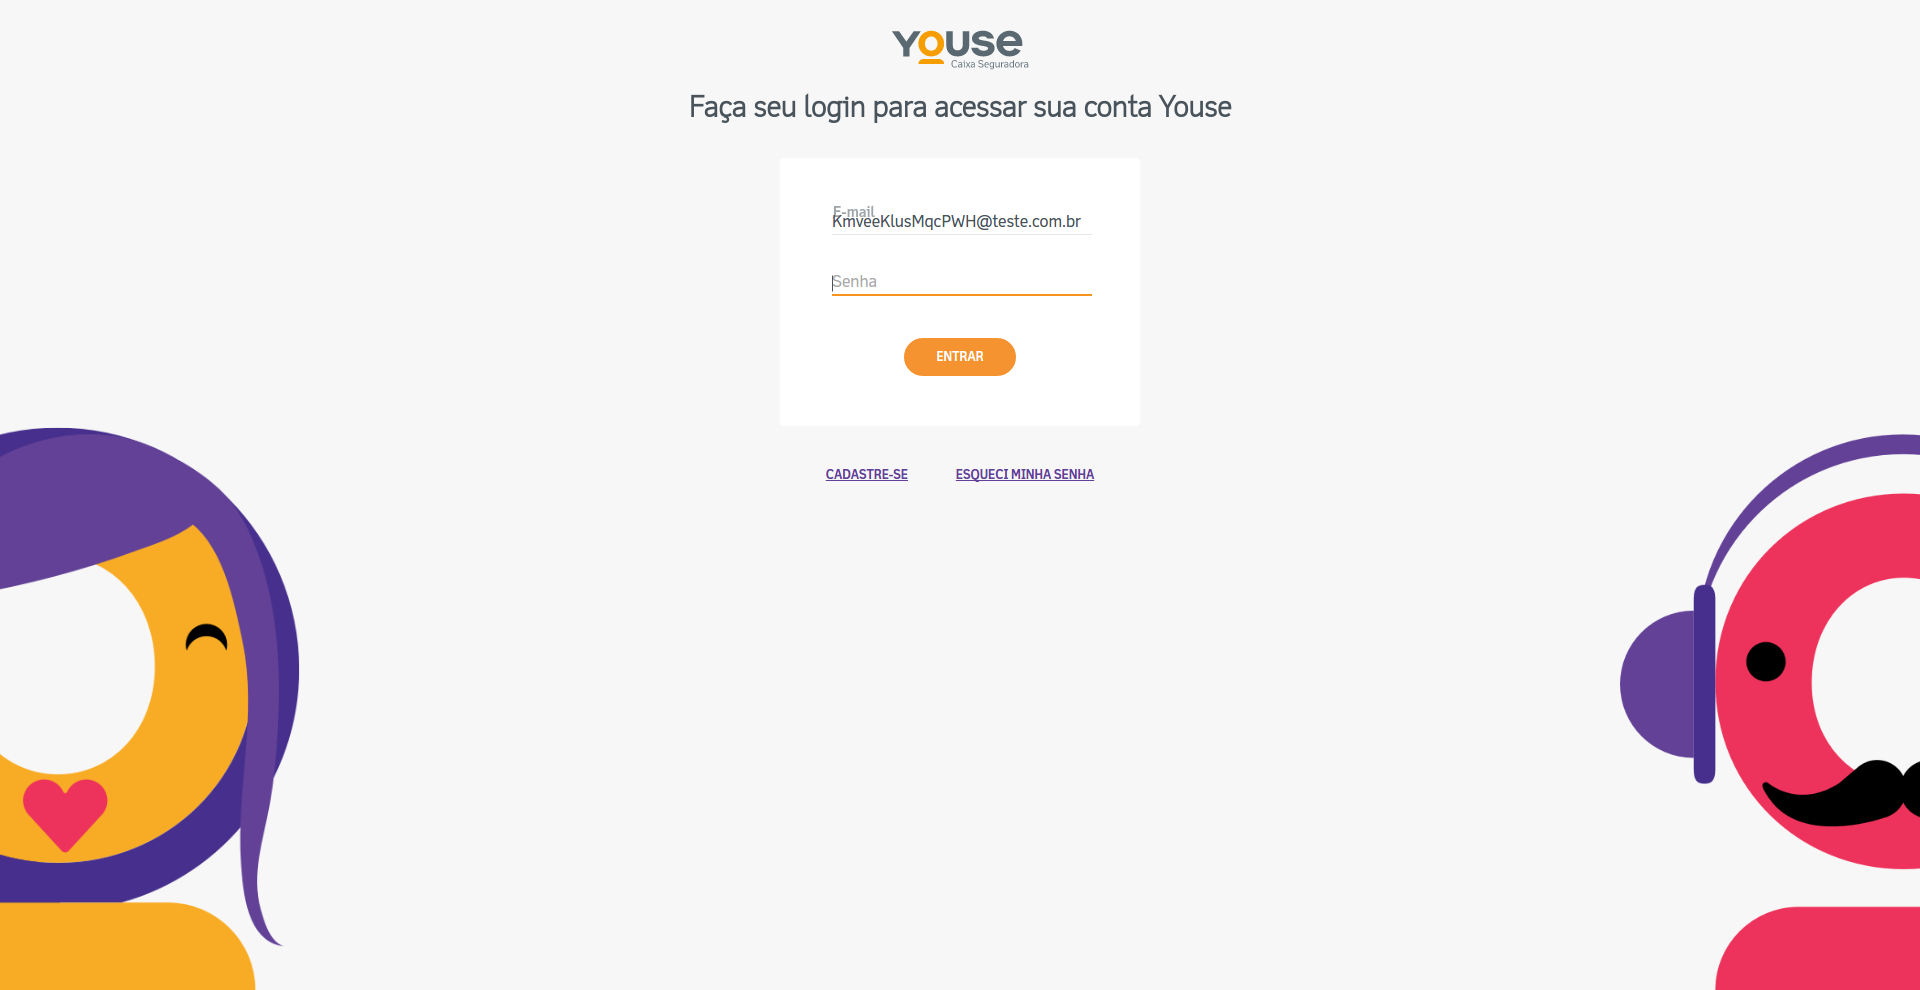 Youse
Caixa Seguradora
Faça seu login para acessar sua conta Youse
E-mail
KmveeKlusMqcPWH@teste.com.br
Senha
ENTRAR
CADASTRE-SE
ESQUECI MINHA SENHA